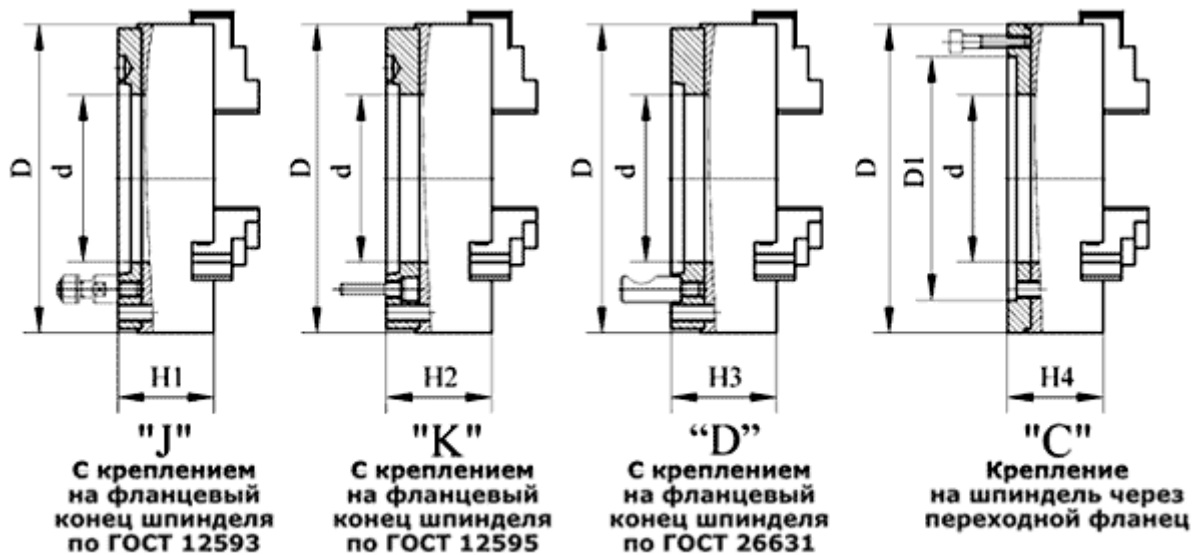 D
d
H1
"J"
С креплением
на фланцевый
конец шпинделя
по ГОСТ 12593
D
d
H2
"K"
С креплением
на фланцевый
конец шпинделя
по ГОСТ 12595
D
d
H3
“D”
С креплением
на фланцевый
конец шпинделя
по ГОСТ 26631
D
D1
d
H4
"C"
Крепление
на шпиндель через
переходной фланец